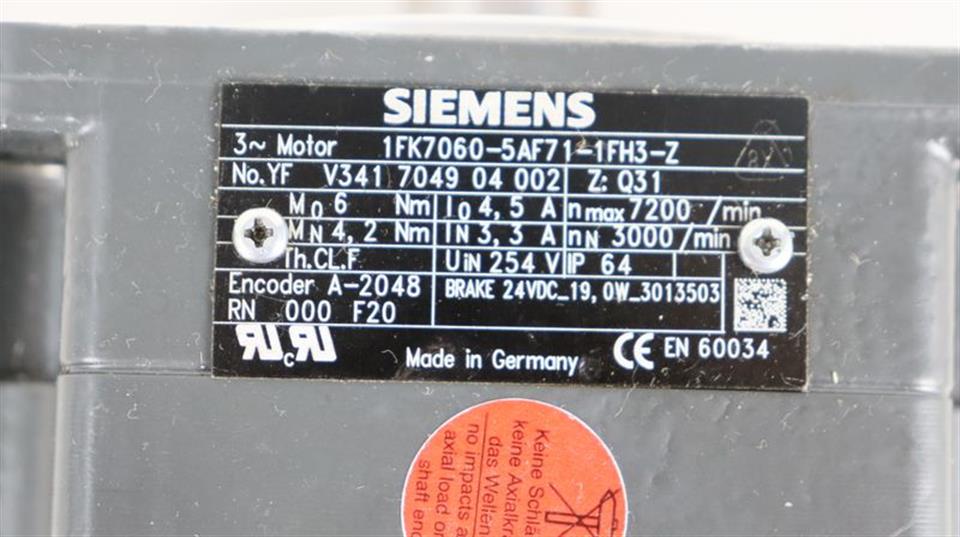 SIEMENS
3~ Motor 1FK7060-5AF71-1FH3-Z
No.YF V341 7049 04 002 Z: Q31
M0 6 Nm I0 4,5 A nmax 7200 /min
MN 4,2 Nm IN 3,3 A nN 3000 /min
Th.CL.F UIN 254 V IP 64
Encoder A-2048 BRAKE 24VDC_19,0W_3013503
RN 000 F20
Made in Germany CE EN 60034
Keine Schlä
keine Axialkr
das Wellen
no impacts a
axial load or
shaft end